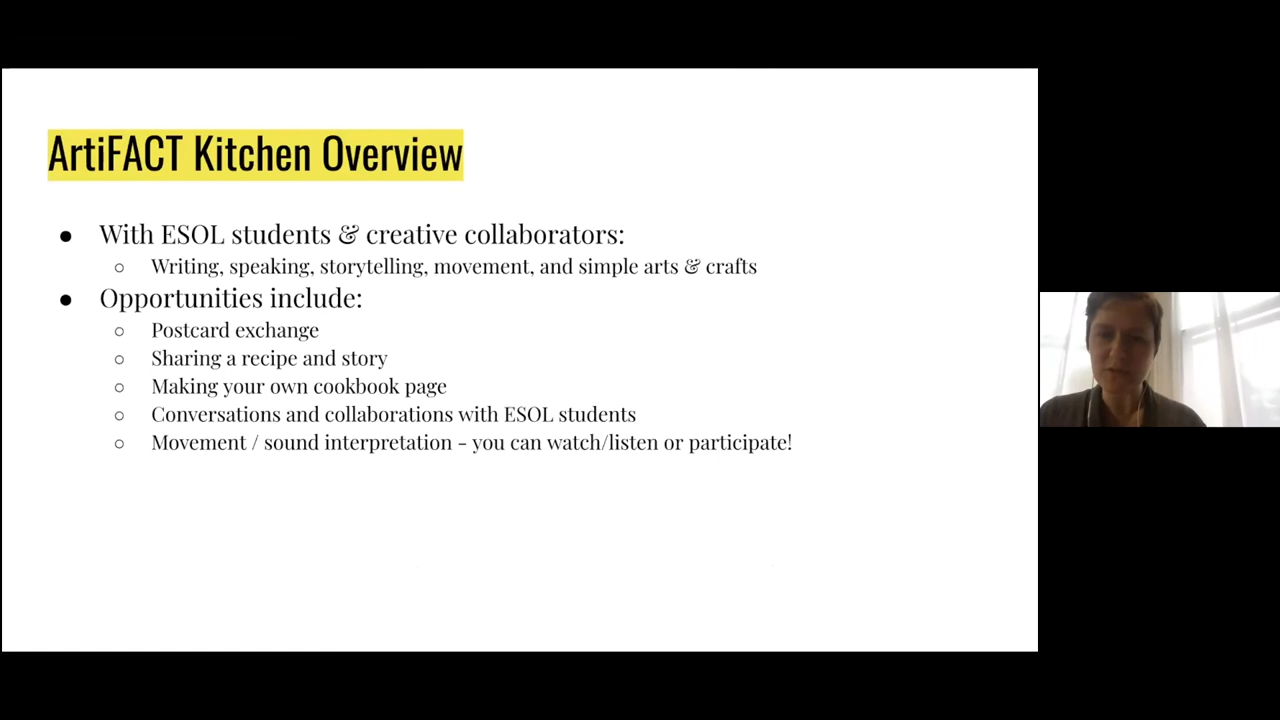 ArtiFACT Kitchen Overview
● With ESOL students & creative collaborators:
○ Writing, speaking, storytelling, movement, and simple arts & crafts
● Opportunities include:
○ Postcard exchange
○ Sharing a recipe and story
○ Making your own cookbook page
○ Conversations and collaborations with ESOL students
○ Movement / sound interpretation - you can watch/listen or participate!